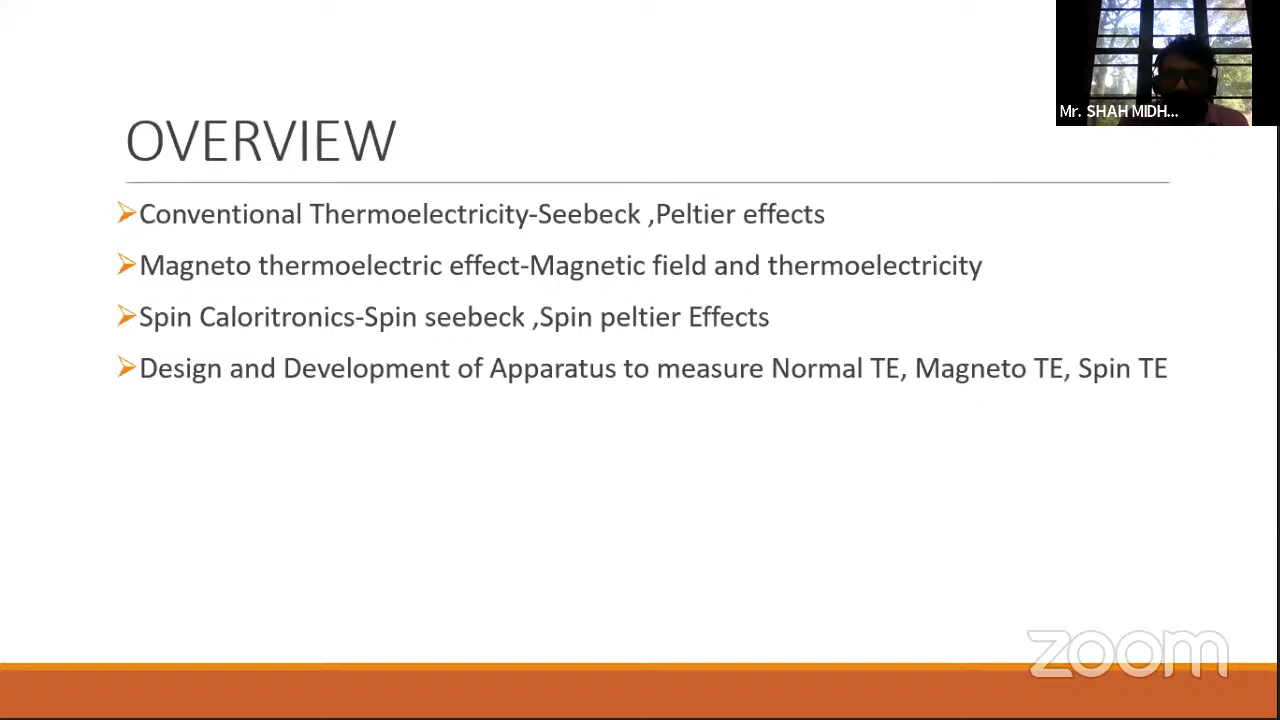 Mr. SHAH MIDH...
OVERVIEW
Conventional Thermoelectricity-Seebeck ,Peltier effects
Magneto thermoelectric effect-Magnetic field and thermoelectricity
Spin Caloritronics-Spin seebeck ,Spin peltier Effects
Design and Development of Apparatus to measure Normal TE, Magneto TE, Spin TE
zoom